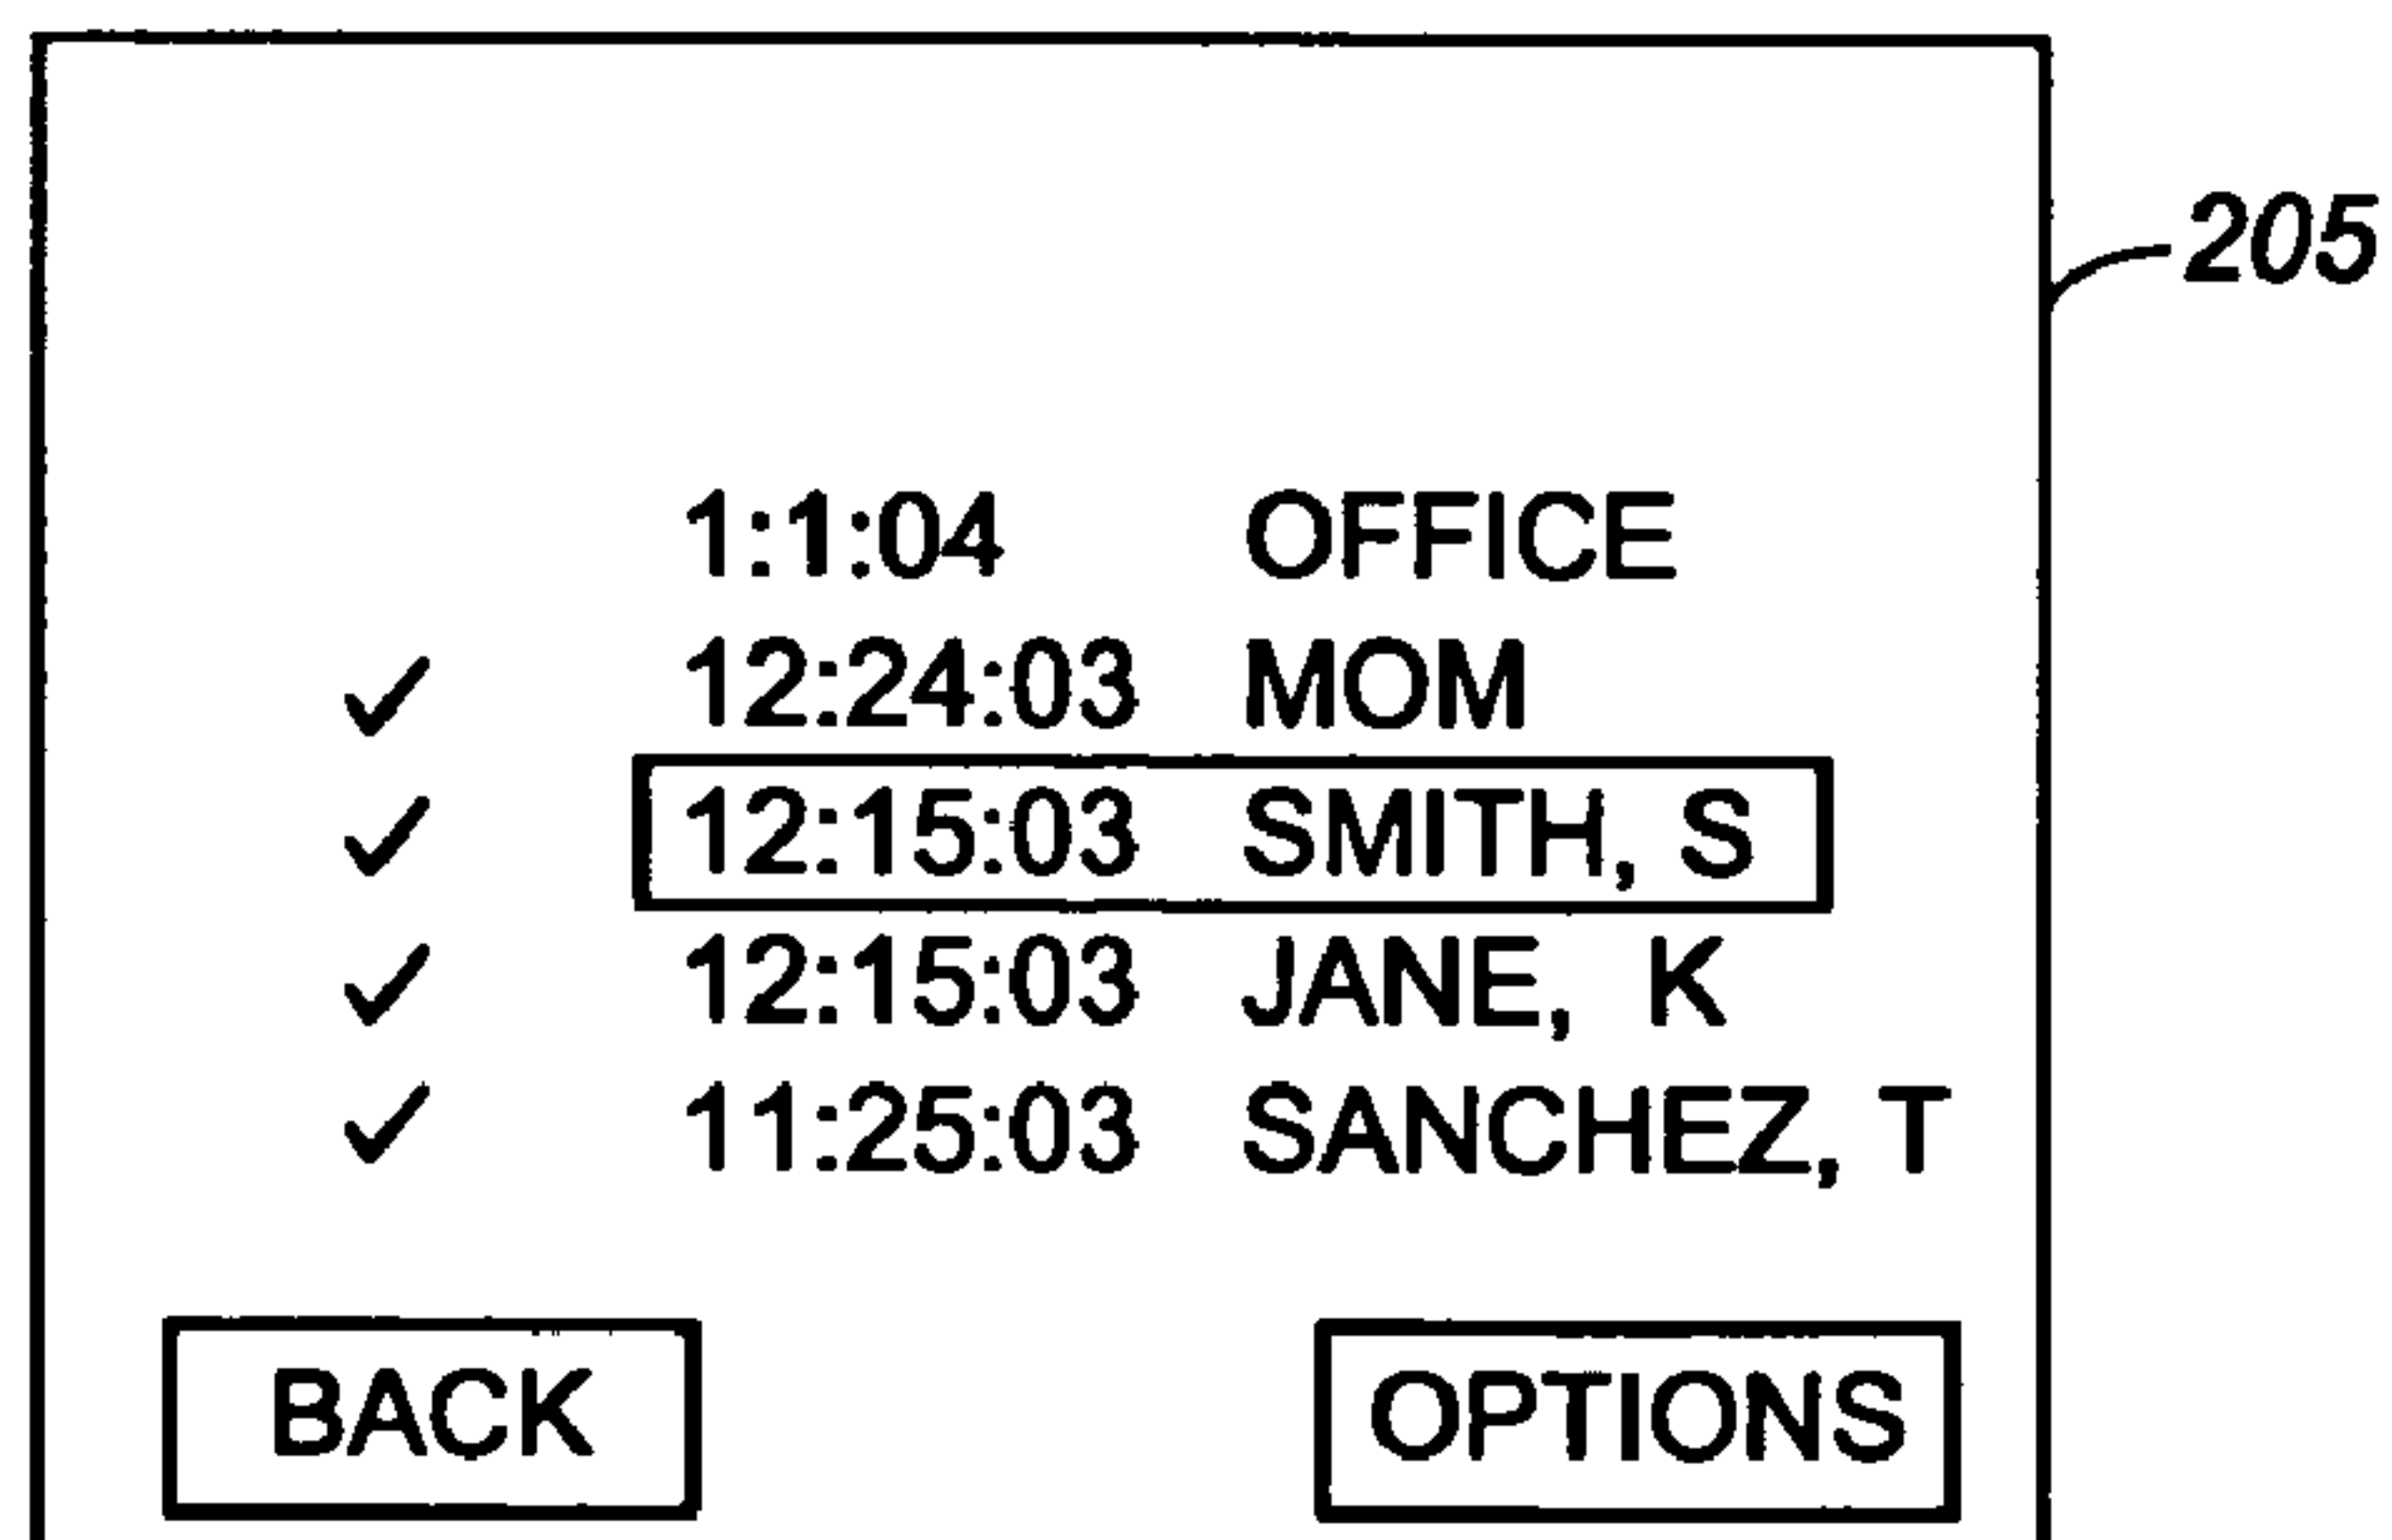 205
1:1:04 OFFICE
✓ 12:24:03 MOM
✓ 12:15:03 SMITH, S
✓ 12:15:03 JANE, K
✓ 11:25:03 SANCHEZ, T
BACK OPTIONS